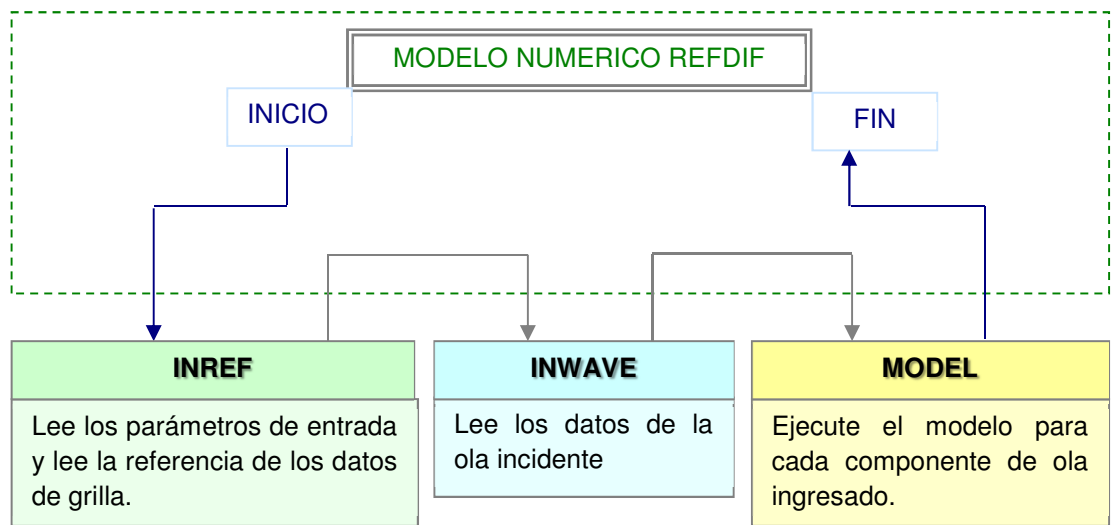 MODELO NUMERICO REFDIF
INICIO
FIN
INREF
Lee los parámetros de entrada
y lee la referencia de los datos
de grilla.
INWAVE
Lee los datos de la
ola incidente
MODEL
Ejecute el modelo para
cada componente de ola
ingresado.